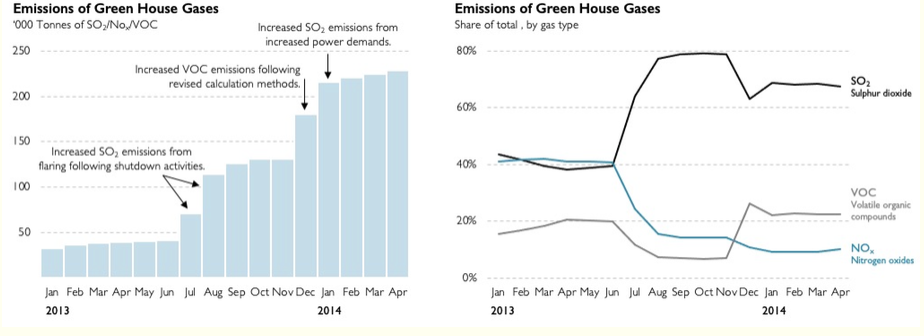 Emissions of Green House Gases
'000 Tonnes of SO₂/Noₓ/VOC
Increased SO₂ emissions from
increased power demands.
Increased VOC emissions following
revised calculation methods.
Increased SO₂ emissions from
flaring following shutdown activities.
250
200
150
100
50
Jan Feb Mar Apr May Jun Jul Aug Sep Oct Nov Dec Jan Feb Mar Apr
2013 2014
Emissions of Green House Gases
Share of total , by gas type
80%
60%
40%
20%
0%
SO₂
Sulphur dioxide
VOC
Volatile organic
compounds
NOₓ
Nitrogen oxides
Jan Feb Mar Apr May Jun Jul Aug Sep Oct Nov Dec Jan Feb Mar Apr
2013 2014